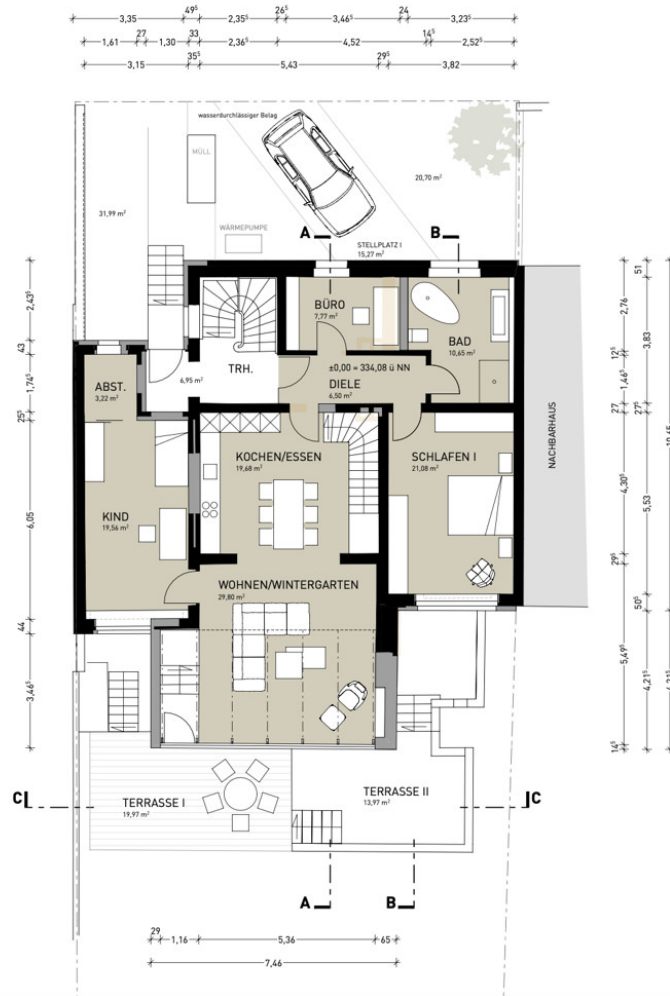 49⁵ 26⁵ 24
3,35 2,35 3,46⁵ 3,23⁵
27 33 14⁵
1,61 1,30 2,36⁵ 4,52 2,52⁵
35⁵ 29⁵
3,15 5,43 3,82
wasserdurchlässiger Belag
MÜLL
20,70 m²
31,99 m²
WÄRMEPUMPE
A
B
STELLPLATZ I
15,27 m²
BÜRO
7,77 m²
BAD
10,65 m²
TRH.
±0,00 = 334,08 ü NN
DIELE
6,50 m²
6,95 m²
ABST.
3,22 m²
KOCHEN/ESSEN
19,68 m²
SCHLAFEN I
21,08 m²
NACHBARHAUS
KIND
19,56 m²
WOHNEN/WINTERGARTEN
29,80 m²
TERRASSE I
19,97 m²
TERRASSE II
13,97 m²
C
C
A
B
2,43⁵
43
1,74⁵
25⁵
6,05
44
3,46⁵
2,76
12⁵
1,46⁵
27
4,30⁵
29⁵
5,49⁵
14⁵
51
3,83
27⁵
5,53
50⁵
4,21⁵
29
1,16 5,36 65
7,46